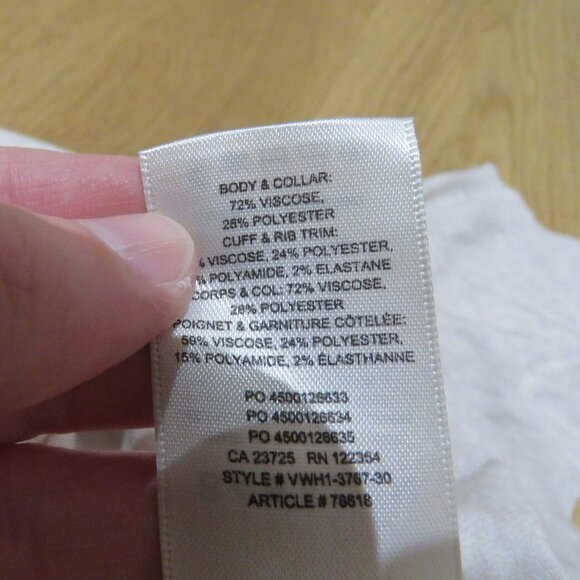 BODY & COLLAR:
72% VISCOSE,
28% POLYESTER
CUFF & RIB TRIM:
% VISCOSE, 24% POLYESTER,
% POLYAMIDE, 2% ELASTANE
CORPS & COL: 72% VISCOSE,
28% POLYESTER
POIGNET & GARNITURE CÔTELÉE:
59% VISCOSE, 24% POLYESTER,
15% POLYAMIDE, 2% ÉLASTHANNE
PO 4500126633
PO 4500126634
PO 4500126635
CA 23725 RN 122354
STYLE # VWH1-3767-30
ARTICLE # 78618